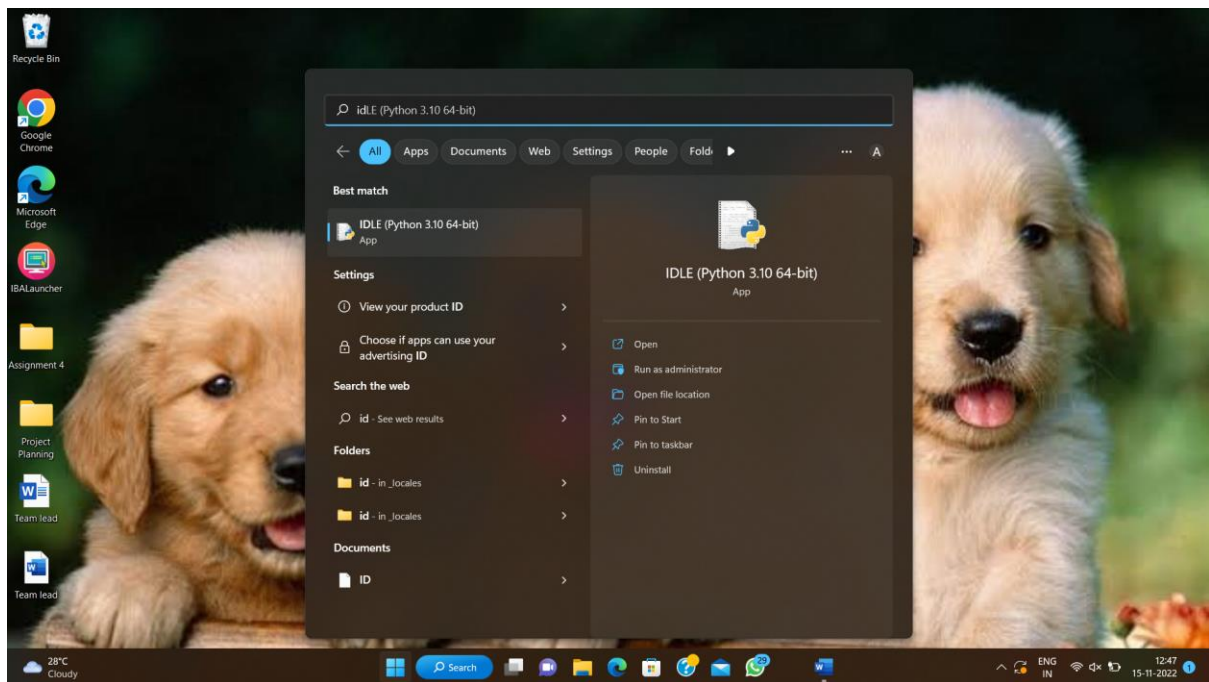 Recycle Bin
Google
Chrome
Microsoft
Edge
IBALauncher
Assignment 4
Project
Planning
Team lead
Team lead
idLE (Python 3.10 64-bit)
All Apps Documents Web Settings People Fold A
Best match
IDLE (Python 3.10 64-bit)
App
Settings
View your product ID
Choose if apps can use your
advertising ID
Search the web
id - See web results
Folders
id - in _locales
id - in _locales
Documents
ID
IDLE (Python 3.10 64-bit)
App
Open
Run as administrator
Open file location
Pin to Start
Pin to taskbar
Uninstall
28°C
Cloudy
Search
29
ENG
IN
12:47
15-11-2022
1